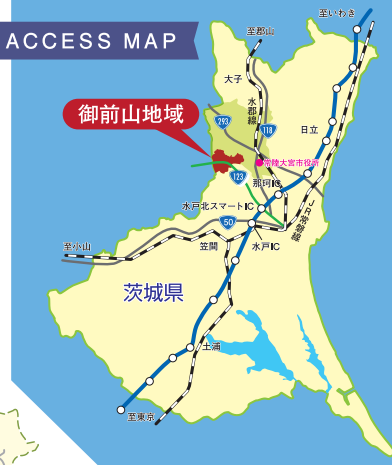 ACCESS MAP
至いわき
至郡山
大子
水郡線
御前山地域
293
118
日立
常陸大宮市役所
123
那珂IC
水戸北スマートIC
JR常磐線
50
水戸IC
至小山
笠間
茨城県
土浦
至東京